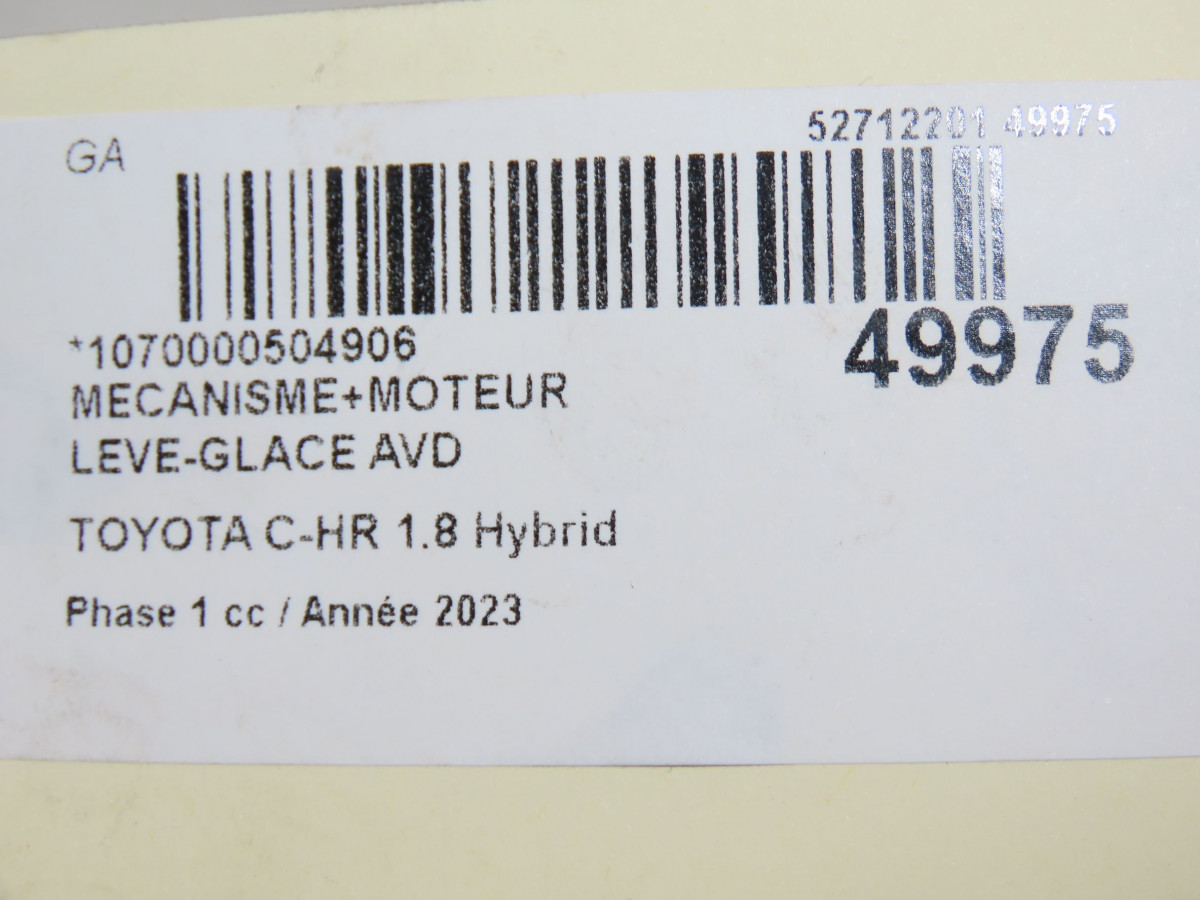 GA
52712201 49975
*1070000504906
49975
MECANISME+MOTEUR
LEVE-GLACE AVD
TOYOTA C-HR 1.8 Hybrid
Phase 1 cc / Année 2023